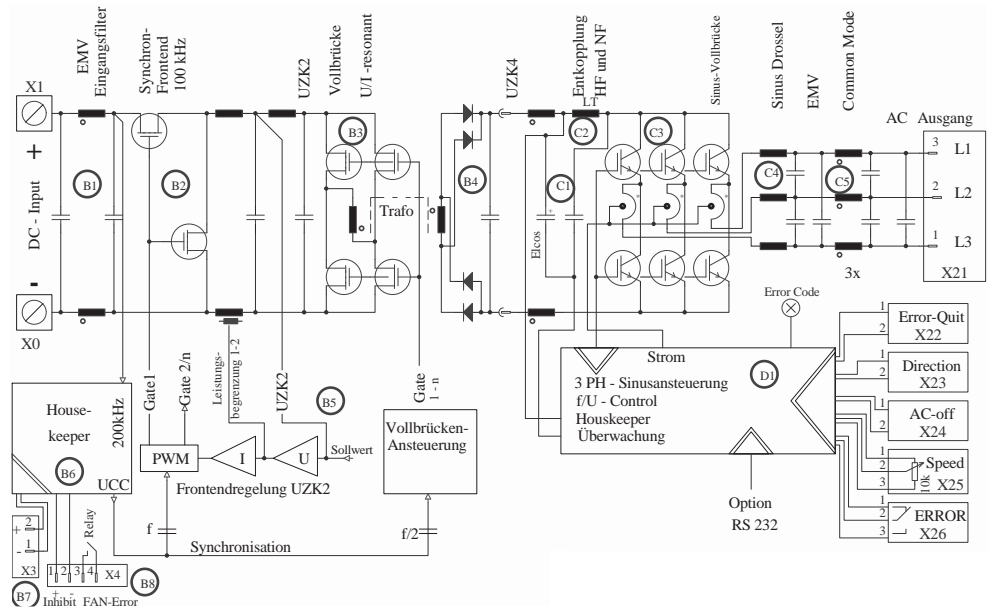 EMV
Eingangsfilter
Synchron-
Frontend
100 kHz
UZK2
Vollbrücke
U/I -resonant
UZK4
Entkopplung
HF und NF
Sinus-Vollbrücke
Sinus Drossel
EMV
Common Mode
AC Ausgang
X1
+
DC - Input
-
X0
B1
B2
B3
Trafo
B4
LT
C2
C3
C1
+
Elcos
C4
C5
3x
3 L1
2 L2
1 L3
X21
Error Code
Gate1
Gate 2/n
Leistungs-
begrenzung 1-2
UZK2
B5
Gate
1 - n
House-
keeper
200kHz
B6
UCC
PWM
I
U
Sollwert
Frontendregelung UZK2
Vollbrücken-
Ansteuerung
f
f/2
Synchronisation
Strom
D1
3 PH - Sinusansteuerung
f/U - Control
Houskeeper
Überwachung
Option
RS 232
1
2
Error-Quit
X22
1
2
Direction
X23
1
2
AC-off
X24
1
2
3
10k
Speed
X25
1
2
3
ERROR
X26
+ 2
- 1
X3
B7
Relay
1 2 3 4 X4
+ -
Inhibit FAN-Error
B8